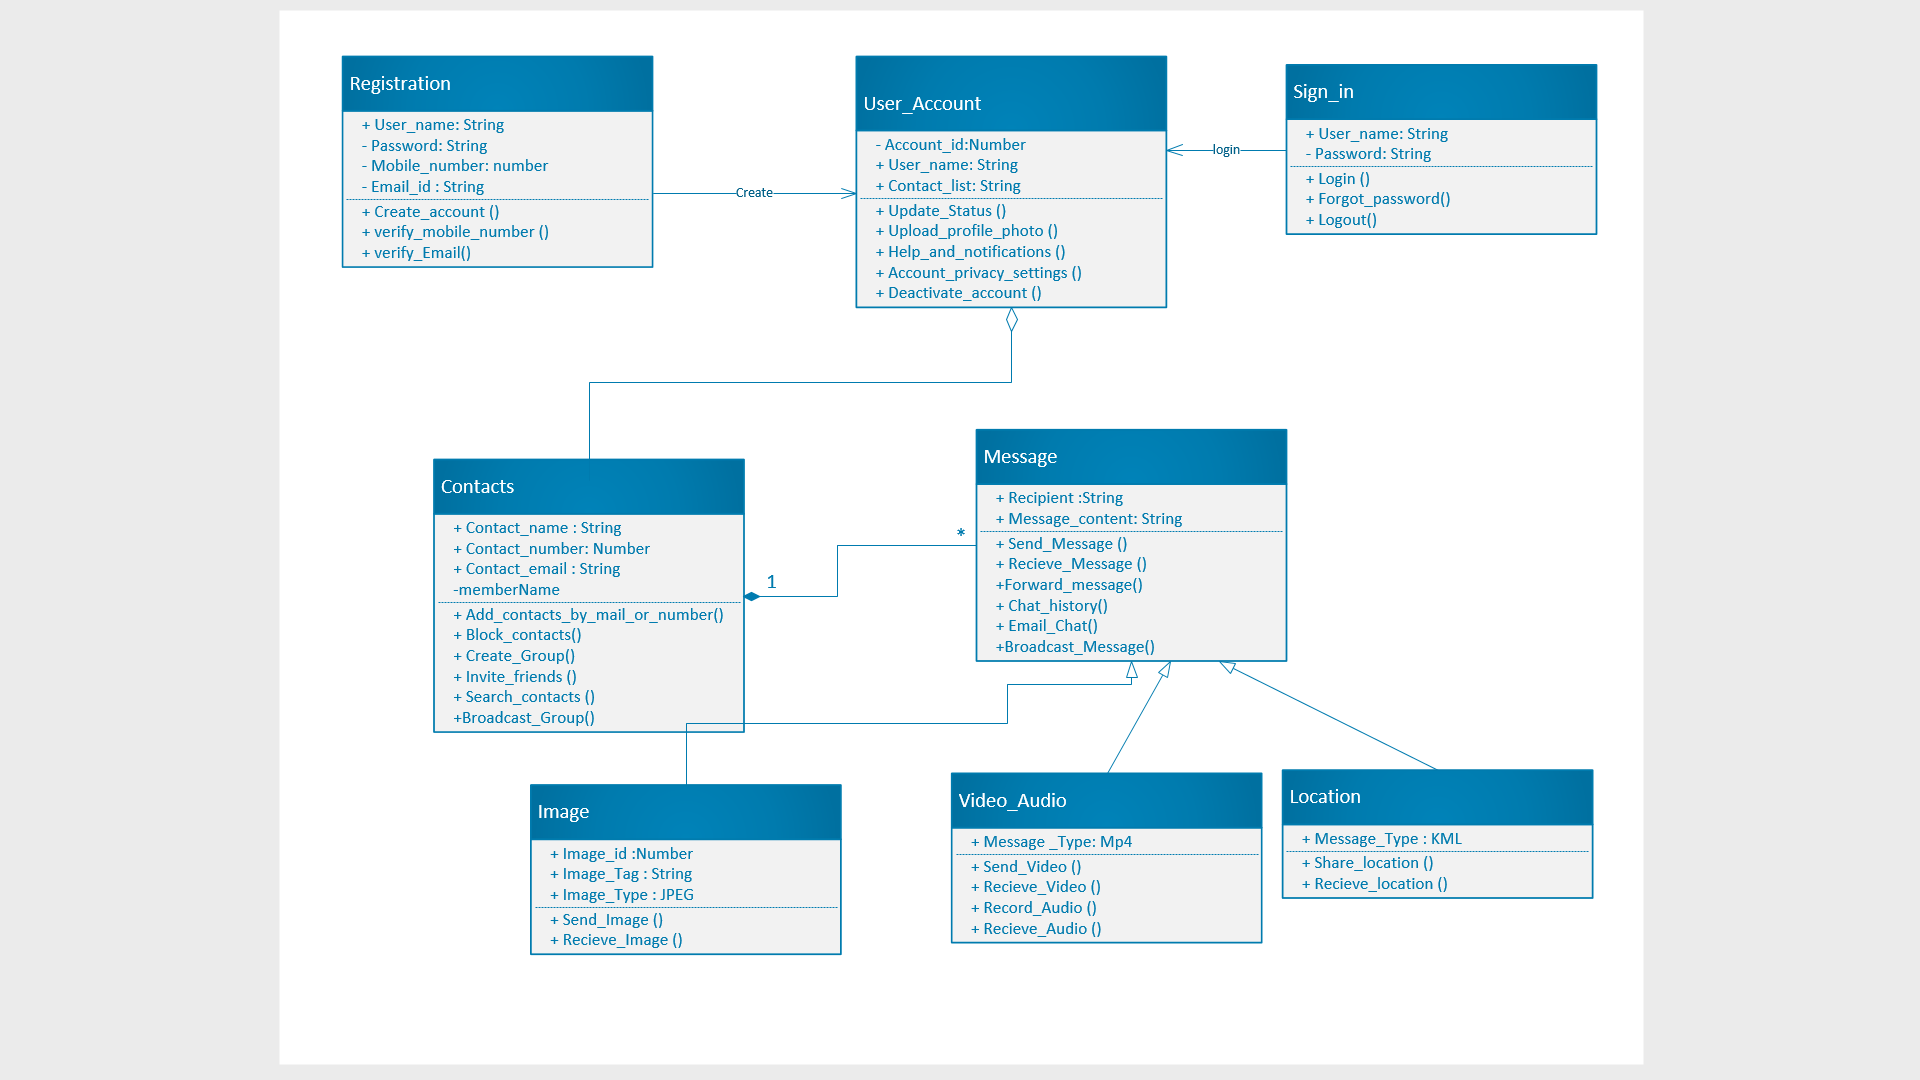 Registration
+ User_name: String
- Password: String
- Mobile_number: number
- Email_id : String
+ Create_account ()
+ verify_mobile_number ()
+ verify_Email()
Create
User_Account
- Account_id:Number
+ User_name: String
+ Contact_list: String
+ Update_Status ()
+ Upload_profile_photo ()
+ Help_and_notifications ()
+ Account_privacy_settings ()
+ Deactivate_account ()
login
Sign_in
+ User_name: String
- Password: String
+ Login ()
+ Forgot_password()
+ Logout()
Contacts
+ Contact_name : String
+ Contact_number: Number
+ Contact_email : String
-memberName
+ Add_contacts_by_mail_or_number()
+ Block_contacts()
+ Create_Group()
+ Invite_friends ()
+ Search_contacts ()
+Broadcast_Group()
1
*
Message
+ Recipient :String
+ Message_content: String
+ Send_Message ()
+ Recieve_Message ()
+Forward_message()
+ Chat_history()
+ Email_Chat()
+Broadcast_Message()
Image
+ Image_id :Number
+ Image_Tag : String
+ Image_Type : JPEG
+ Send_Image ()
+ Recieve_Image ()
Video_Audio
+ Message _Type: Mp4
+ Send_Video ()
+ Recieve_Video ()
+ Record_Audio ()
+ Recieve_Audio ()
Location
+ Message_Type : KML
+ Share_location ()
+ Recieve_location ()